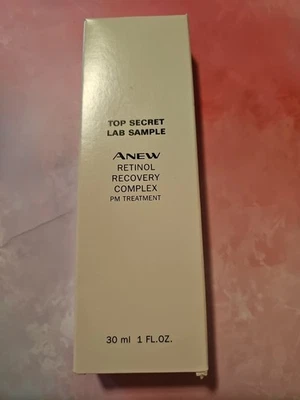 TOP SECRET
LAB SAMPLE
ANEW
RETINOL
RECOVERY
COMPLEX
PM TREATMENT
30 ml 1 FL.OZ.